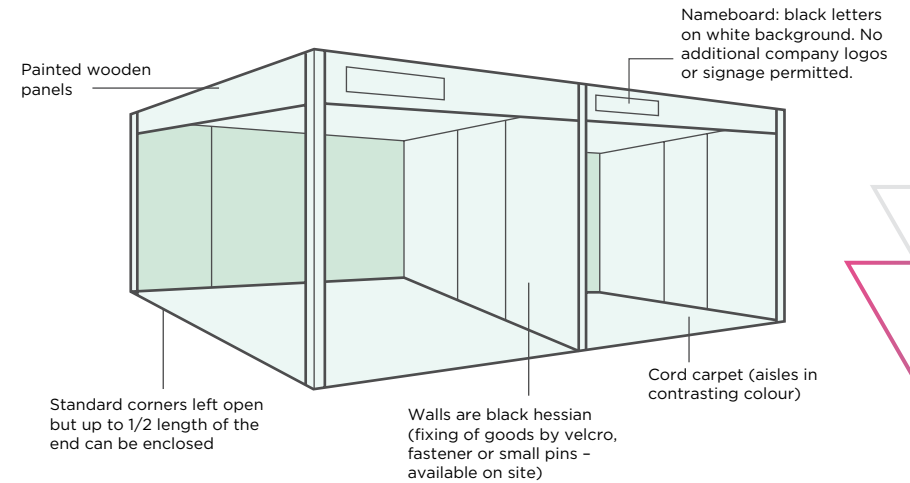 Nameboard: black letters
on white background. No
additional company logos
or signage permitted.
Painted wooden
panels
Standard corners left open
but up to 1/2 length of the
end can be enclosed
Walls are black hessian
(fixing of goods by velcro,
fastener or small pins –
available on site)
Cord carpet (aisles in
contrasting colour)